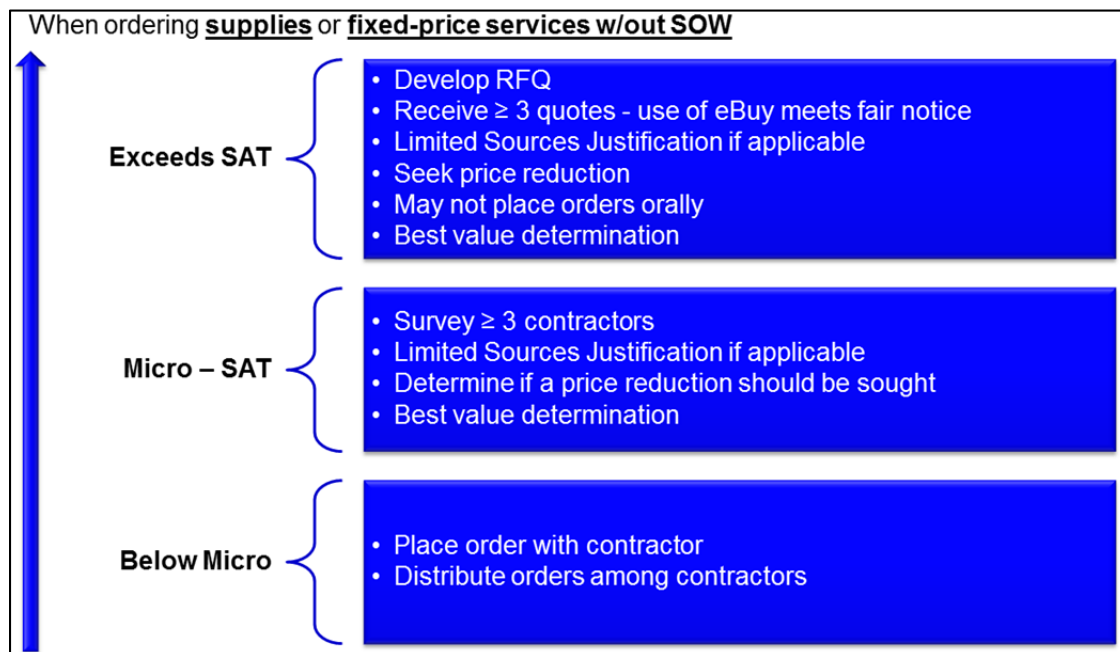 When ordering supplies or fixed-price services w/out SOW
Exceeds SAT
• Develop RFQ
• Receive ≥ 3 quotes - use of eBuy meets fair notice
• Limited Sources Justification if applicable
• Seek price reduction
• May not place orders orally
• Best value determination
Micro – SAT
• Survey ≥ 3 contractors
• Limited Sources Justification if applicable
• Determine if a price reduction should be sought
• Best value determination
Below Micro
• Place order with contractor
• Distribute orders among contractors